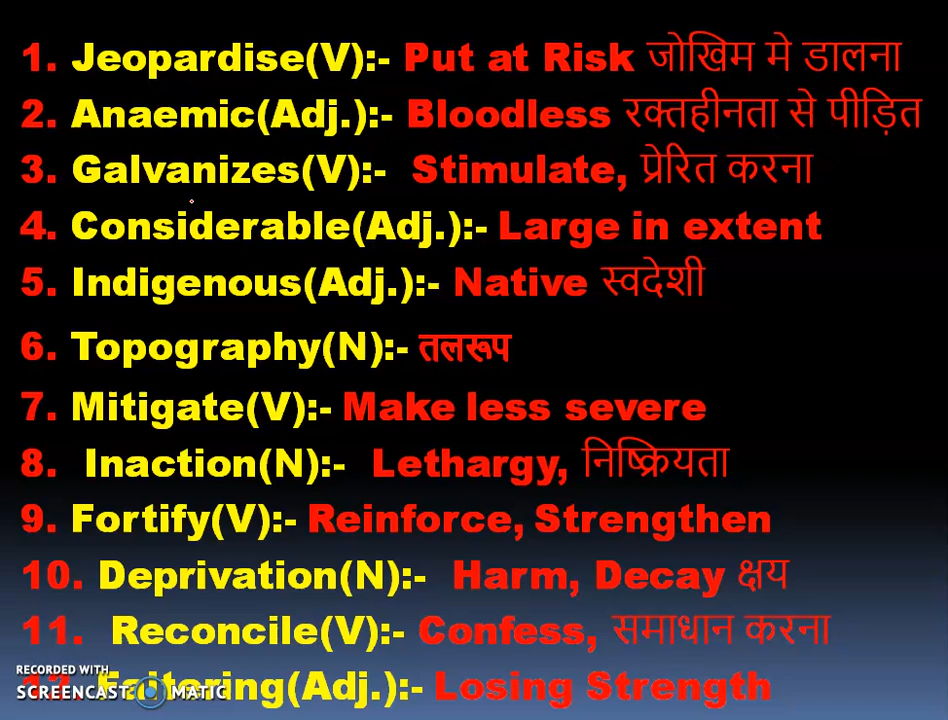 1. Jeopardise(V):- Put at Risk जोखिम मे डालना
2. Anaemic(Adj.):- Bloodless रक्तहीनता से पीड़ित
3. Galvanizes(V):- Stimulate, प्रेरित करना
4. Considerable(Adj.):- Large in extent
5. Indigenous(Adj.):- Native स्वदेशी
6. Topography(N):- तलरूप
7. Mitigate(V):- Make less severe
8. Inaction(N):- Lethargy, निष्क्रियता
9. Fortify(V):- Reinforce, Strengthen
10. Deprivation(N):- Harm, Decay क्षय
11. Reconcile(V):- Confess, समाधान करना
RECORDED WITH
SCREENCAST MATIC
12. Faltering(Adj.):- Losing Strength